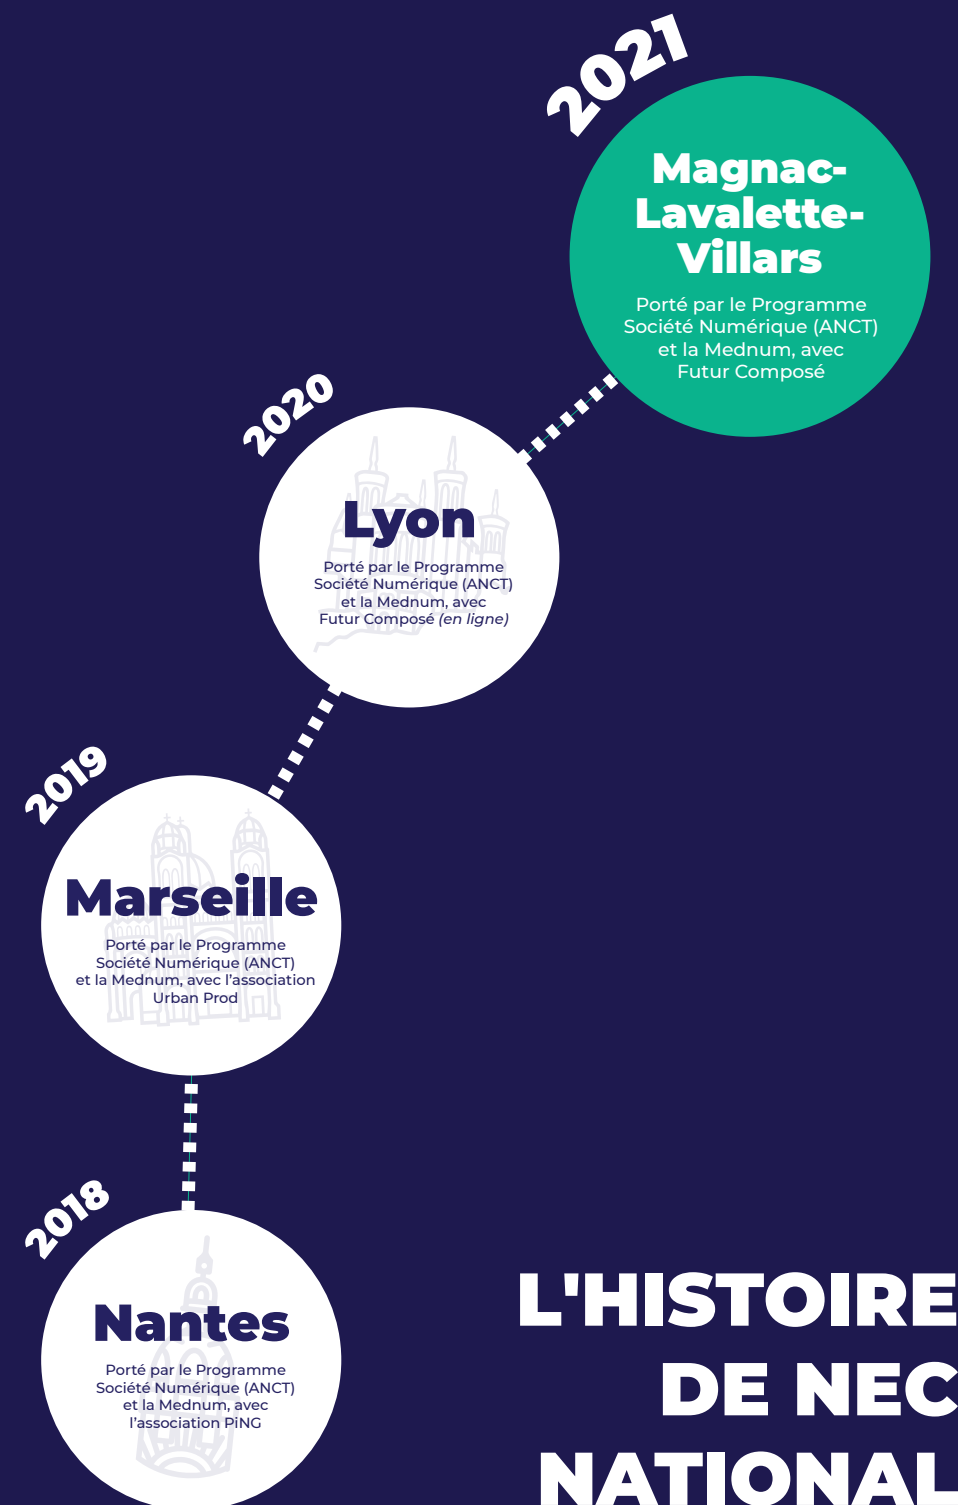 2021
Magnac-
Lavalette-
Villars
Porté par le Programme
Société Numérique (ANCT)
et la Mednum, avec
Futur Composé
2020
Lyon
Porté par le Programme
Société Numérique (ANCT)
et la Mednum, avec
Futur Composé (en ligne)
2019
Marseille
Porté par le Programme
Société Numérique (ANCT)
et la Mednum, avec l’association
Urban Prod
2018
Nantes
Porté par le Programme
Société Numérique (ANCT)
et la Mednum, avec
l’association PiNG
L'HISTOIRE
DE NEC
NATIONAL